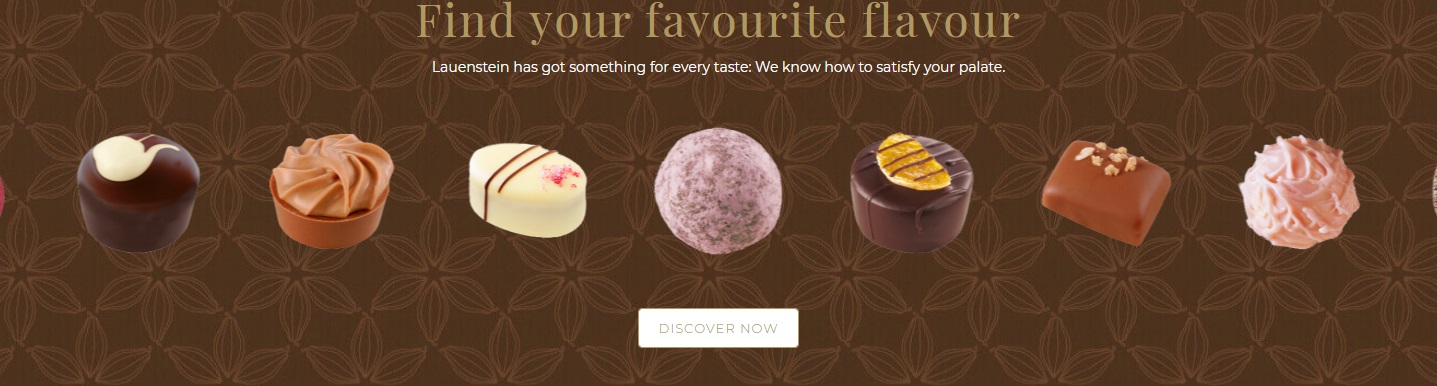 Find your favourite flavour
Lauenstein has got something for every taste: We know how to satisfy your palate.
DISCOVER NOW